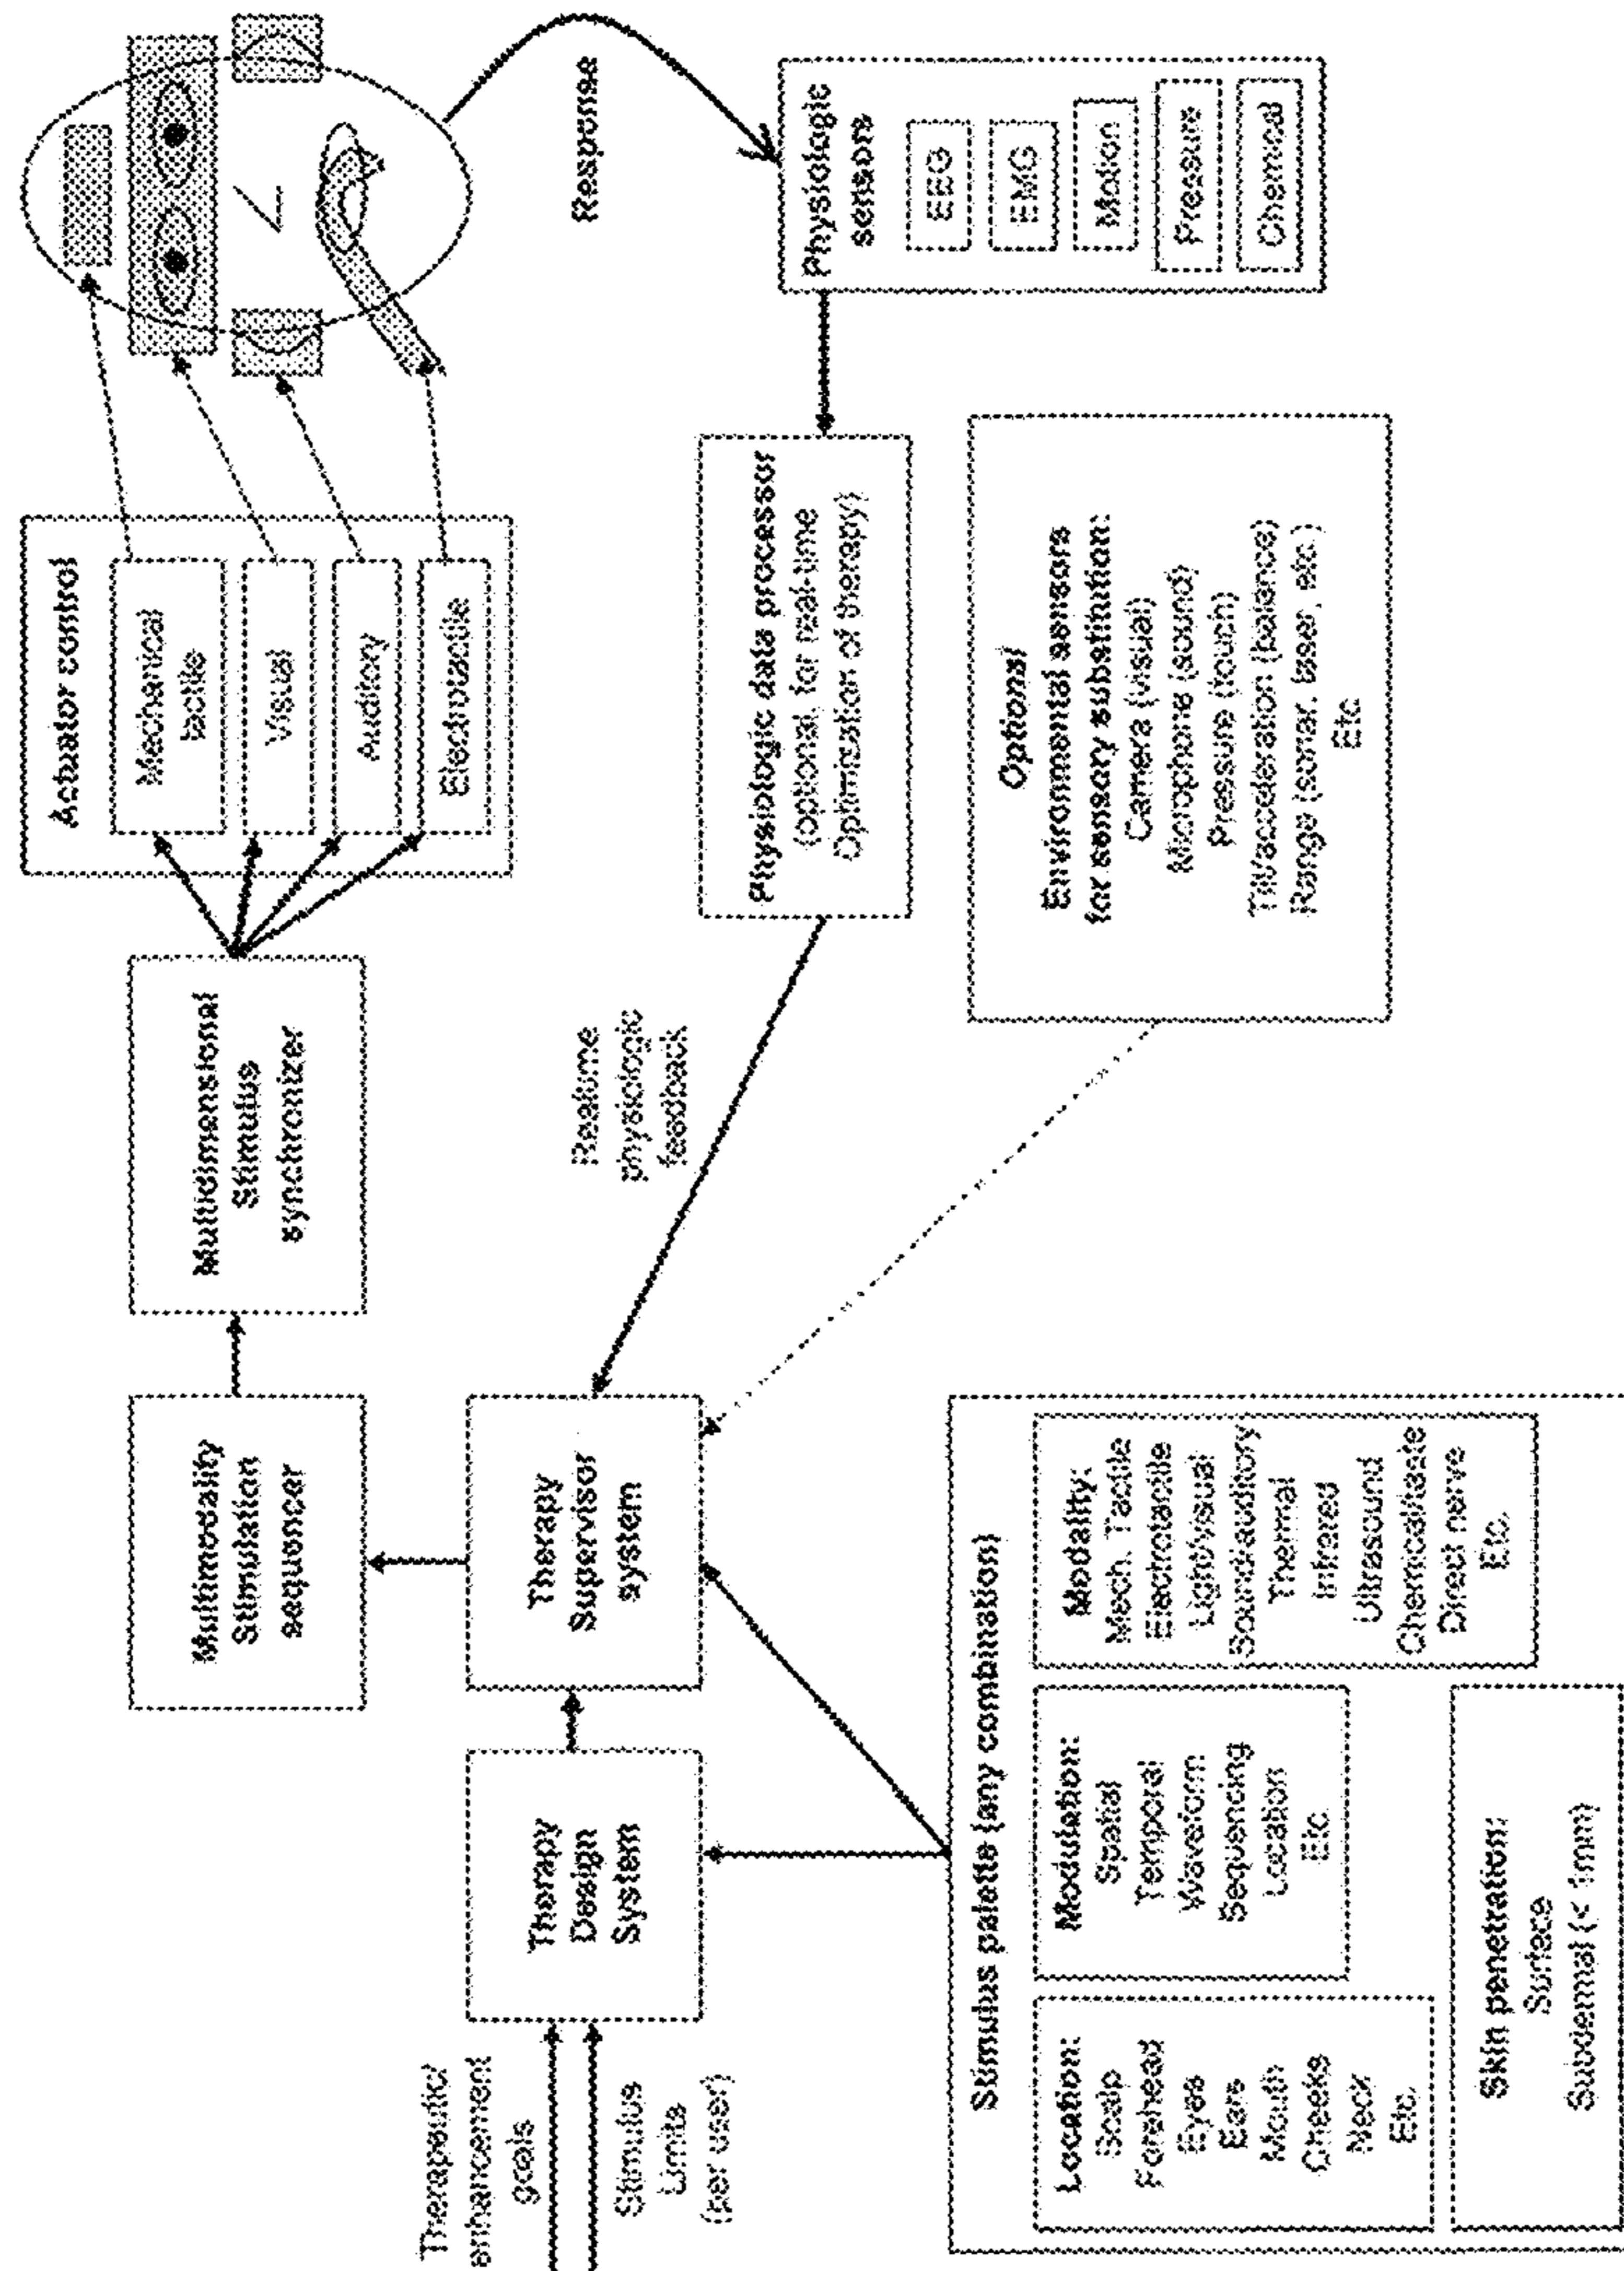 Therapeutic/
enhancement
goals
Stimulus
Limits
(per user)
Therapy
Design
System
Therapy
Supervisor
system
Multimodality
Stimulation
sequencer
Multidimensional
Stimulus
synchronizer
Actuator control
Mechanical
tactile
Visual
Auditory
Electrotactile
Response
Physiologic
sensors
EEG
EMG
Motion
Pressure
Chemical
Physiologic data processor
(optional, for real-time
Optimization of therapy)
Realtime
physiologic
feedback
Optional
Environmental sensors
for sensory substitution:
Camera (visual)
Microphone (sound)
Pressure (touch)
Tilt/acceleration (balance)
Range (sonar, laser, etc.)
Etc
Stimulus palette (any combination)
Location:
Scalp
Forehead
Eyes
Ears
Mouth
Cheeks
Neck
Etc.
Modulation:
Spatial
Temporal
Waveform
Sequencing
Location
Etc.
Modality:
Mech. Tactile
Electrotactile
Light/visual
Sound/auditory
Thermal
Infrared
Ultrasound
Chemical/taste
Direct nerve
Etc.
Skin penetration:
Surface
Subdermal (< 1mm)